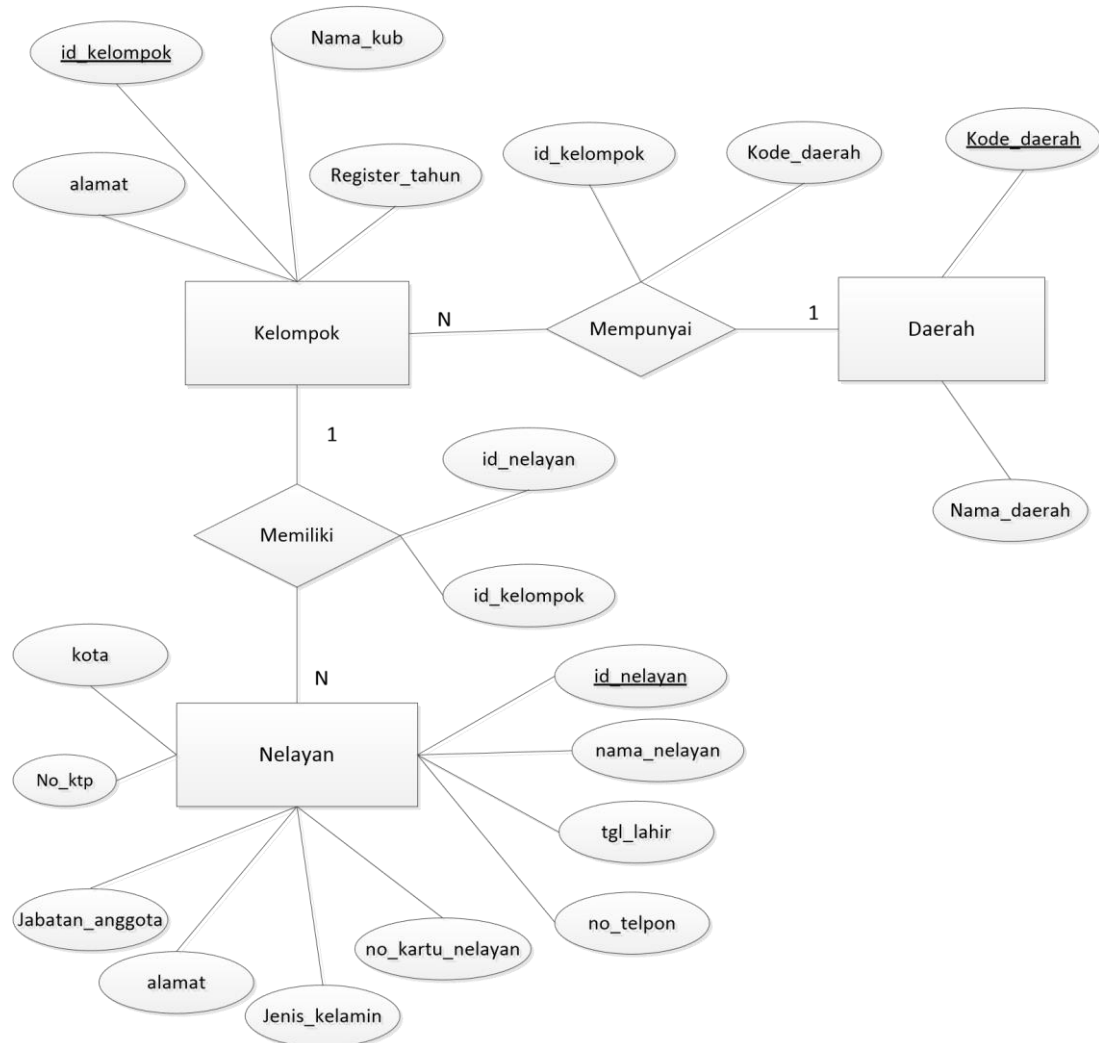 Nama_kub
id_kelompok
Kode_daerah
id_kelompok
Kode_daerah
Register_tahun
alamat
N
1
Kelompok
Mempunyai
Daerah
1
id_nelayan
Nama_daerah
Memiliki
id_kelompok
kota
id_nelayan
N
nama_nelayan
Nelayan
No_ktp
tgl_lahir
Jabatan_anggota
no_telpon
no_kartu_nelayan
alamat
Jenis_kelamin